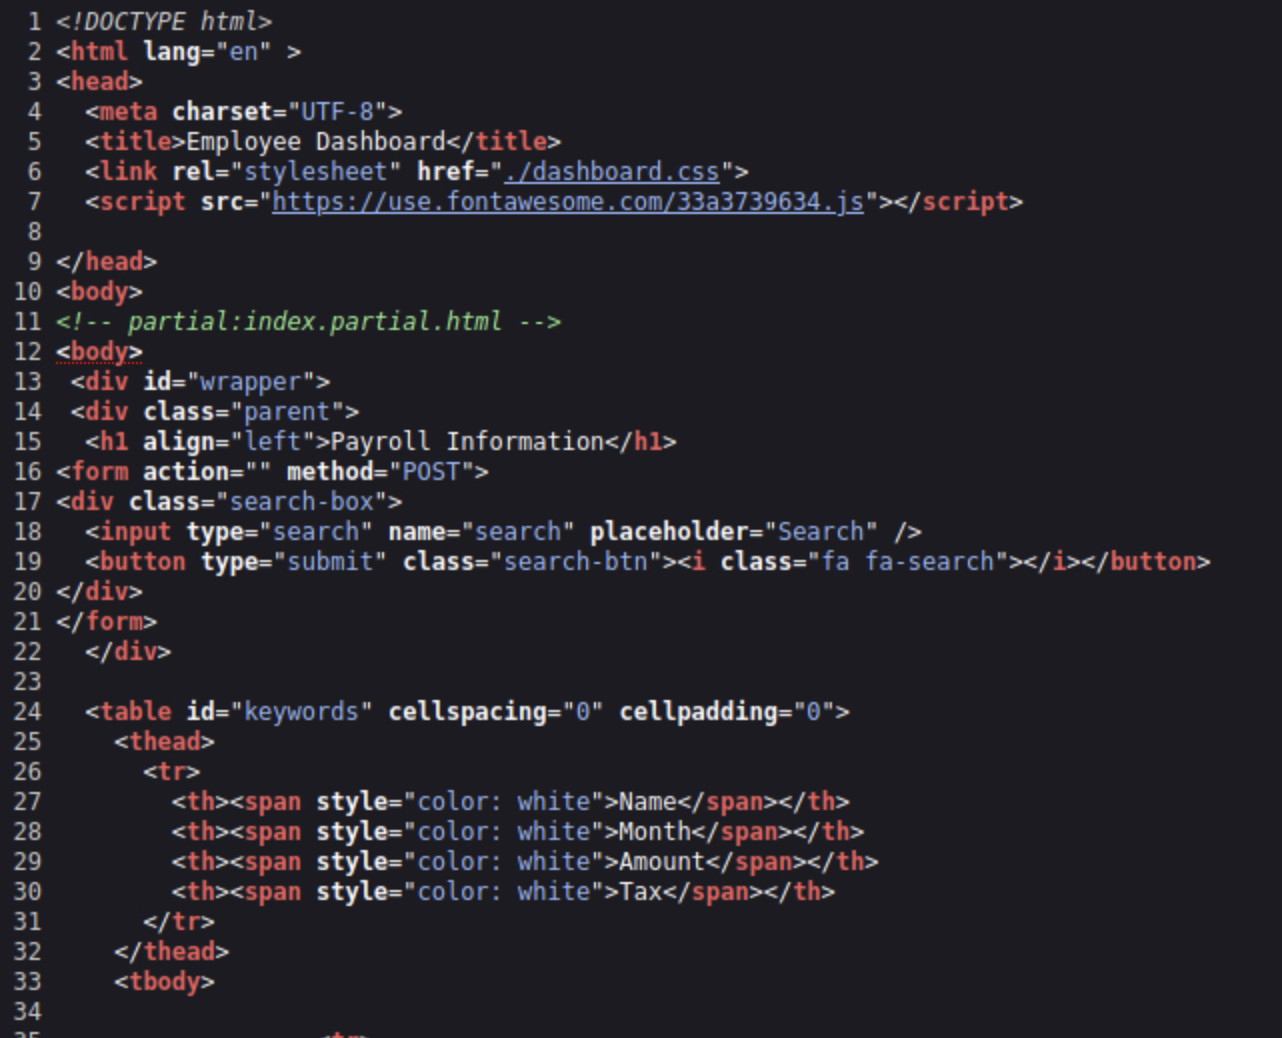 1 <!DOCTYPE html>
2 <html lang="en" >
3 <head>
4   <meta charset="UTF-8">
5   <title>Employee Dashboard</title>
6   <link rel="stylesheet" href="./dashboard.css">
7   <script src="https://use.fontawesome.com/33a3739634.js"></script>
8
9 </head>
10 <body>
11 <!-- partial:index.partial.html -->
12 <body>
13  <div id="wrapper">
14  <div class="parent">
15   <h1 align="left">Payroll Information</h1>
16 <form action="" method="POST">
17 <div class="search-box">
18   <input type="search" name="search" placeholder="Search" />
19   <button type="submit" class="search-btn"><i class="fa fa-search"></i></button>
20 </div>
21 </form>
22   </div>
23
24   <table id="keywords" cellspacing="0" cellpadding="0">
25     <thead>
26       <tr>
27         <th><span style="color: white">Name</span></th>
28         <th><span style="color: white">Month</span></th>
29         <th><span style="color: white">Amount</span></th>
30         <th><span style="color: white">Tax</span></th>
31       </tr>
32     </thead>
33     <tbody>
34
35                   <tr>